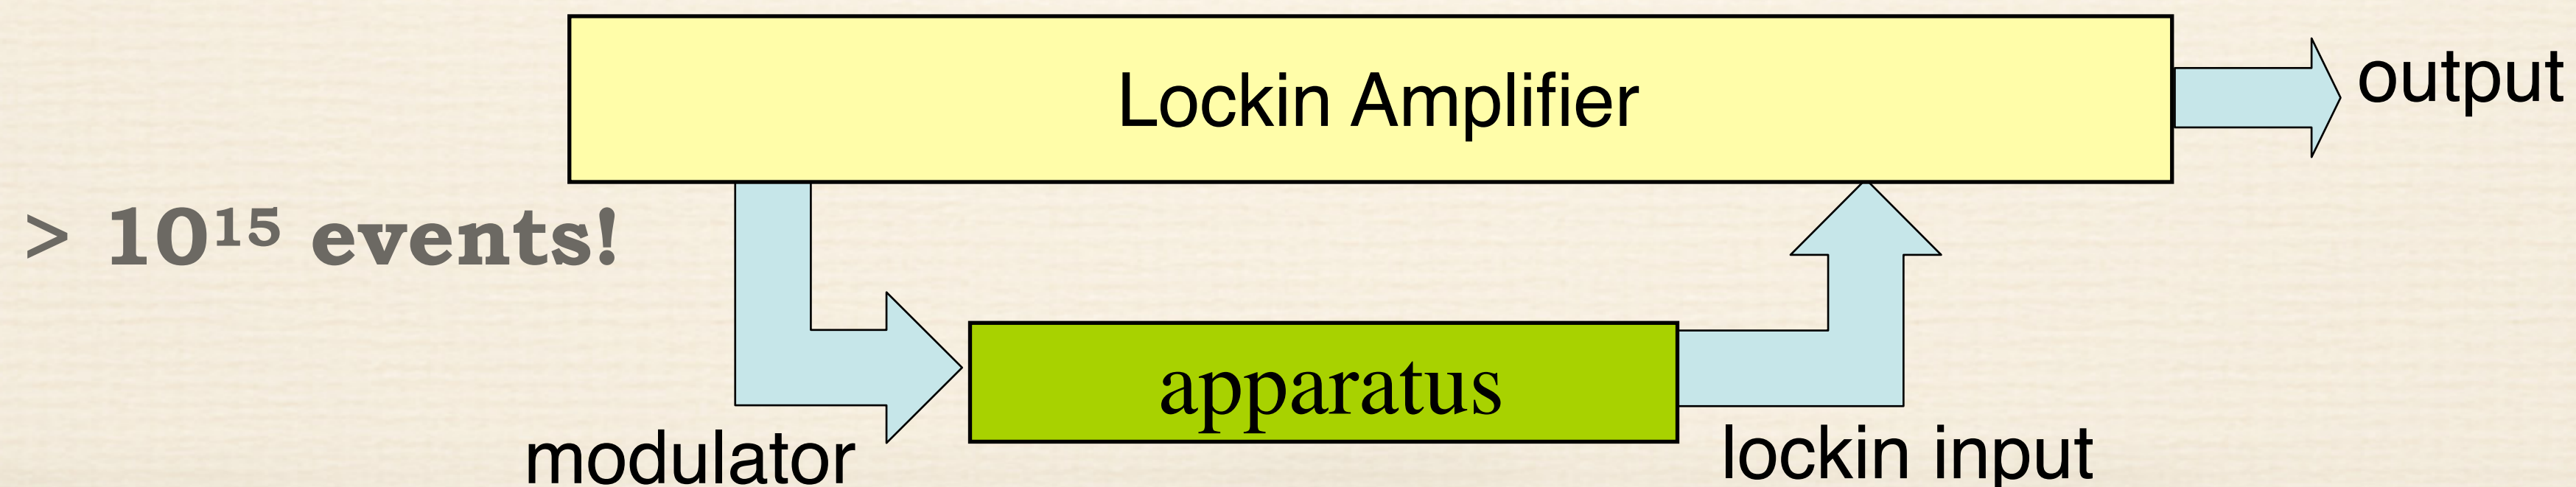 Lockin Amplifier
output
> 10¹⁵ events!
apparatus
modulator
lockin input